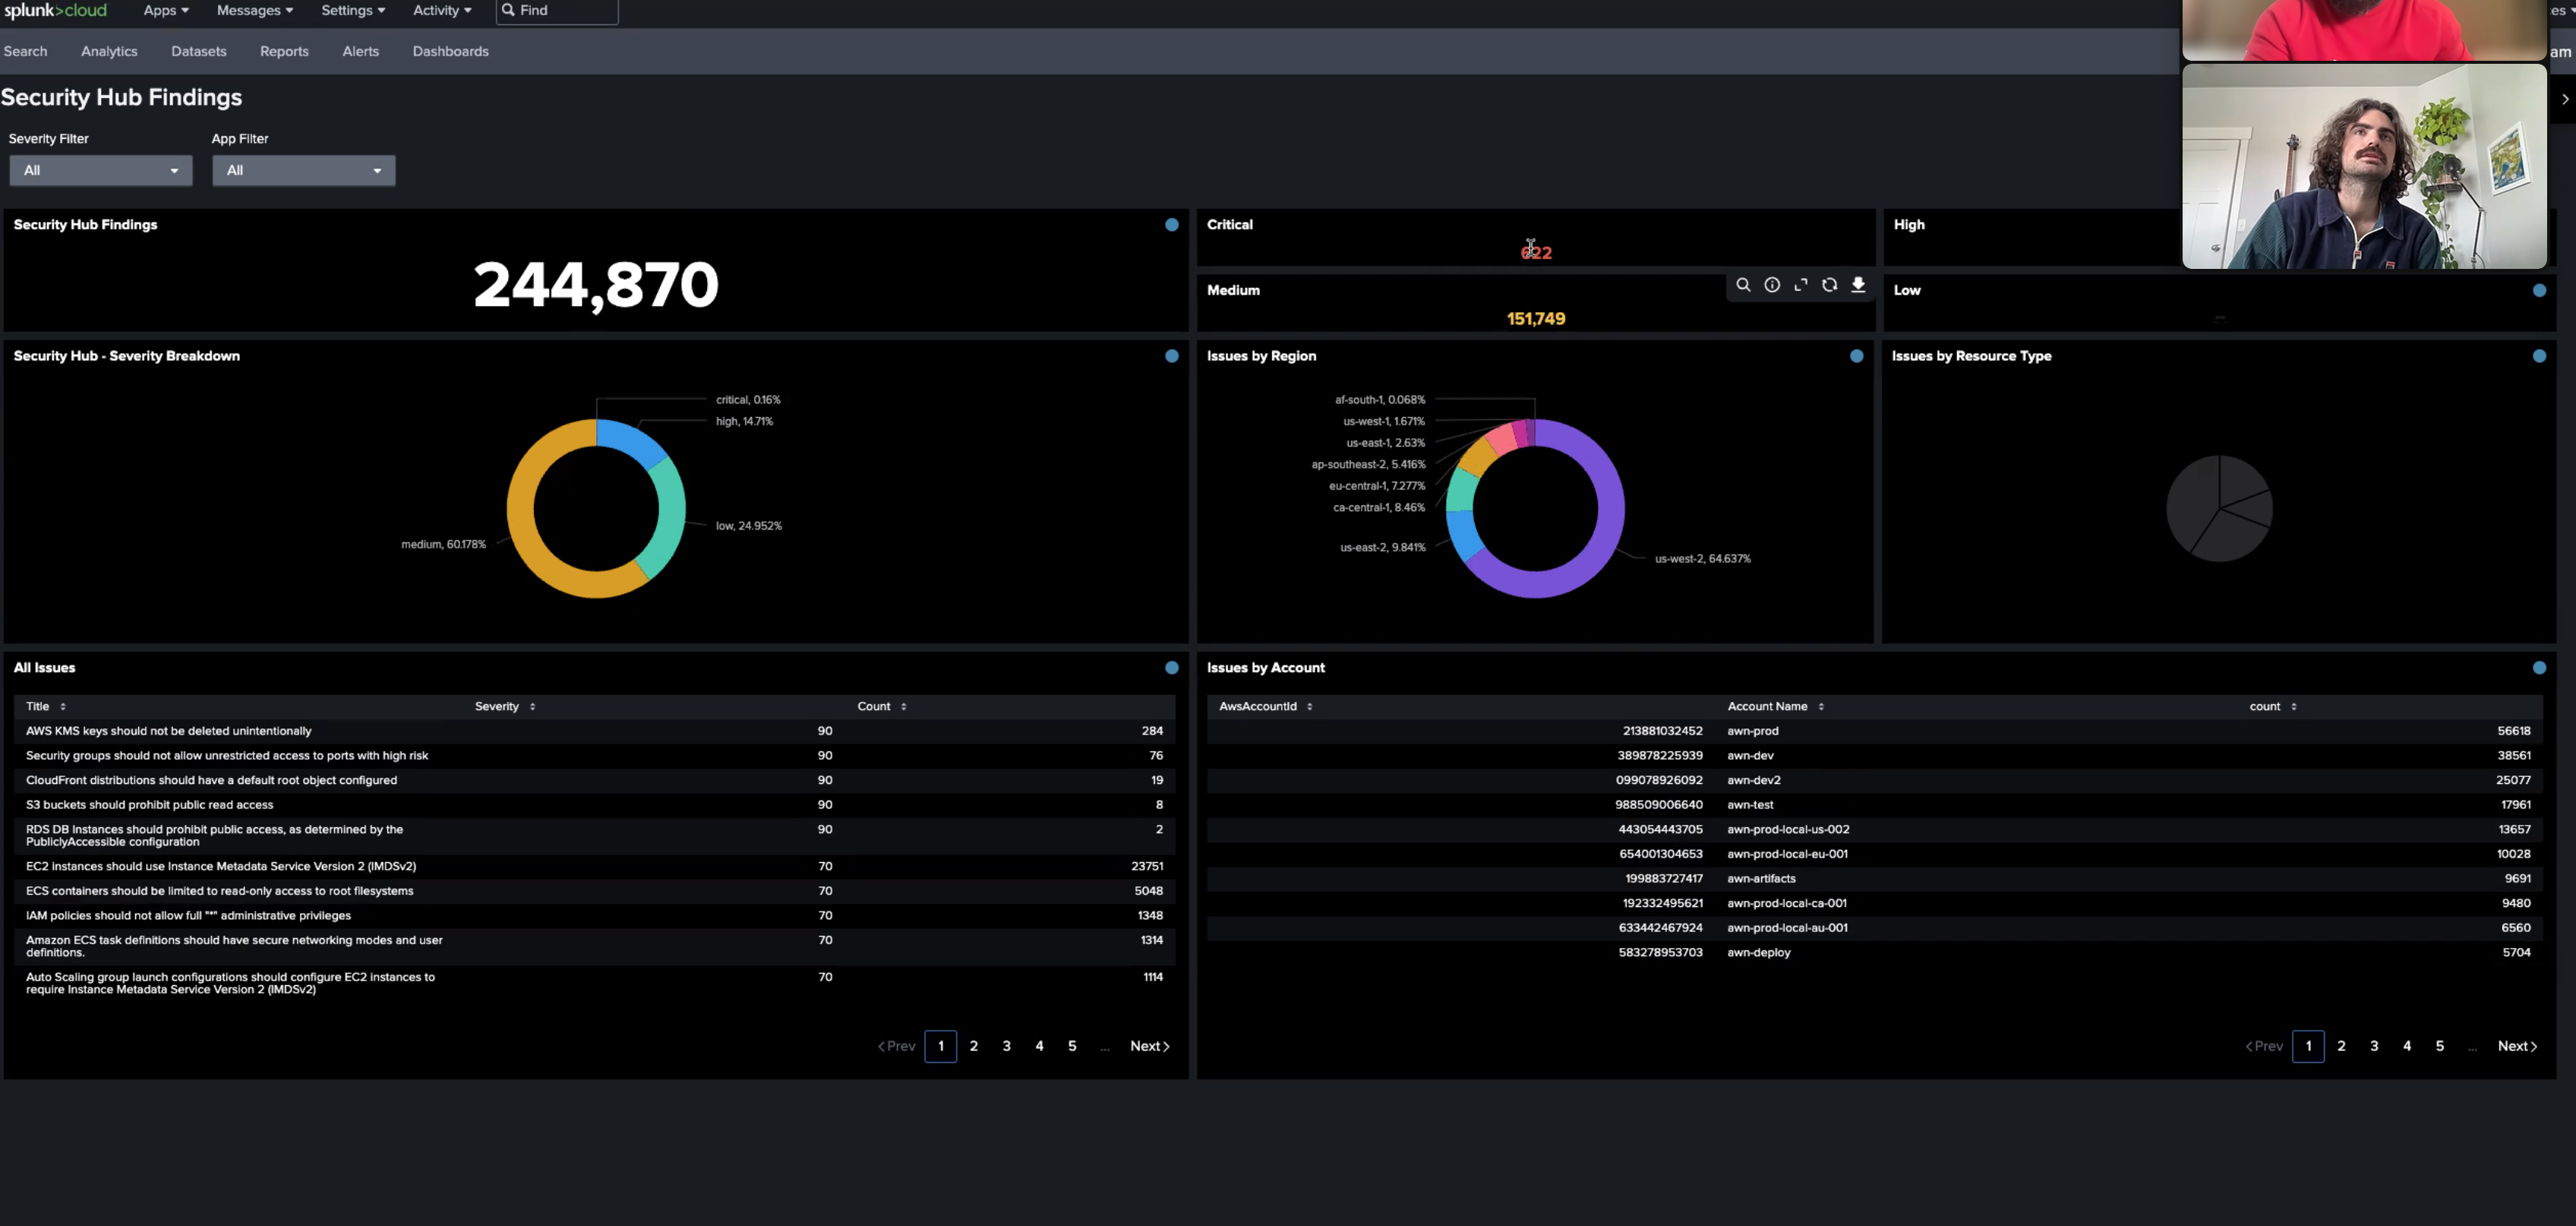 splunk>cloud Apps Messages Settings Activity Find
Search Analytics Datasets Reports Alerts Dashboards
Security Hub Findings
Severity Filter App Filter
All All
Security Hub Findings
244,870
Critical
622
High
Medium
151,749
Low
Security Hub - Severity Breakdown
critical, 0.16%
high, 14.71%
low, 24.952%
medium, 60.178%
Issues by Region
af-south-1, 0.068%
us-west-1, 1.671%
us-east-1, 2.63%
ap-southeast-2, 5.416%
eu-central-1, 7.277%
ca-central-1, 8.46%
us-east-2, 9.841%
us-west-2, 64.637%
Issues by Resource Type
All Issues
Title Severity Count
AWS KMS keys should not be deleted unintentionally 90 284
Security groups should not allow unrestricted access to ports with high risk 90 76
CloudFront distributions should have a default root object configured 90 19
S3 buckets should prohibit public read access 90 8
RDS DB Instances should prohibit public access, as determined by the 90 2
PubliclyAccessible configuration
EC2 instances should use Instance Metadata Service Version 2 (IMDSv2) 70 23751
ECS containers should be limited to read-only access to root filesystems 70 5048
IAM policies should not allow full "*" administrative privileges 70 1348
Amazon ECS task definitions should have secure networking modes and user 70 1314
definitions.
Auto Scaling group launch configurations should configure EC2 instances to 70 1114
require Instance Metadata Service Version 2 (IMDSv2)
< Prev 1 2 3 4 5 ... Next >
Issues by Account
AwsAccountId Account Name count
213881032452 awn-prod 56618
389878225939 awn-dev 38561
099078926092 awn-dev2 25077
988509006640 awn-test 17961
443054443705 awn-prod-local-us-002 13657
654001304653 awn-prod-local-eu-001 10028
199883727417 awn-artifacts 9691
192332495621 awn-prod-local-ca-001 9480
633442467924 awn-prod-local-au-001 6560
583278953703 awn-deploy 5704
< Prev 1 2 3 4 5 ... Next >